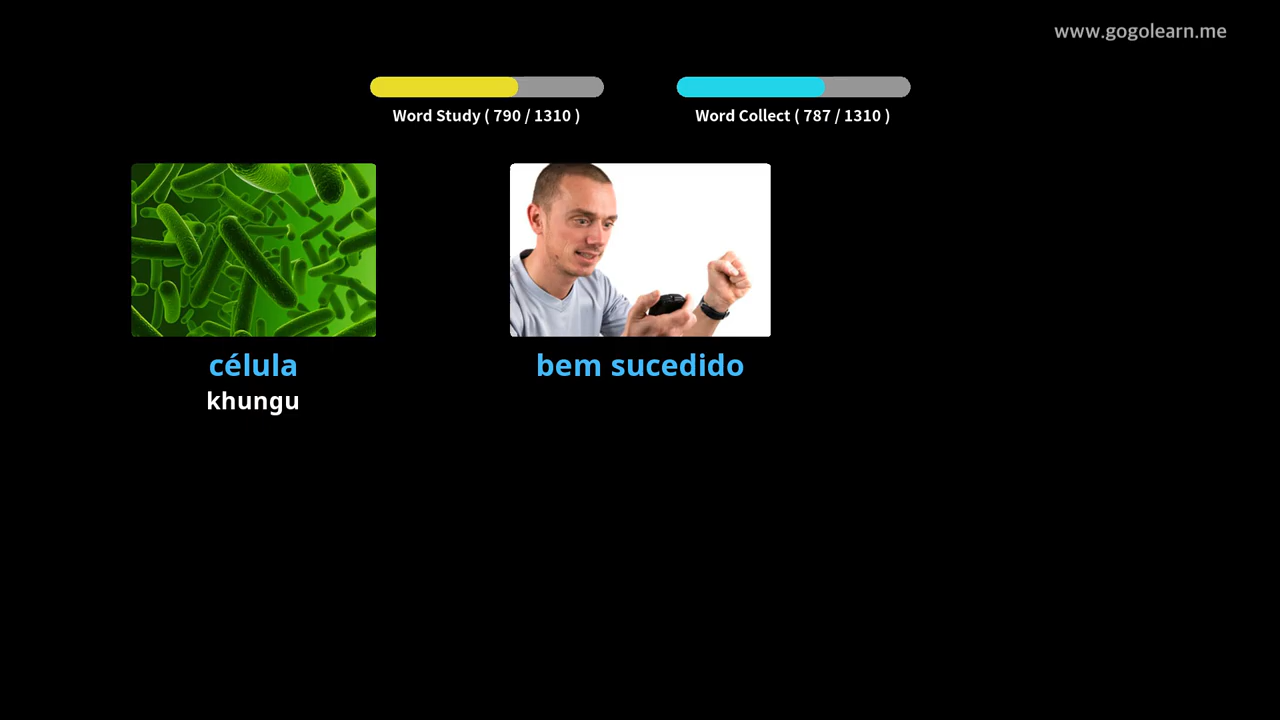 www.gogolearn.me
Word Study ( 790 / 1310 )
Word Collect ( 787 / 1310 )
célula
khungu
bem sucedido